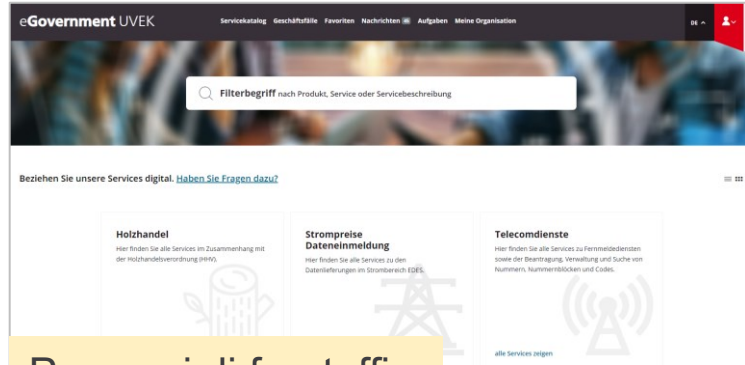 eGovernment UVEK
Servicekatalog Geschäftsfälle Favoriten Nachrichten Aufgaben Meine Organisation
DE
Filterbegriff nach Produkt, Service oder Servicebeschreibung
Beziehen Sie unsere Services digital. Haben Sie Fragen dazu?
Holzhandel
Hier finden Sie alle Services im Zusammenhang mit
der Holzhandelsverordnung (HHV).
Strompreise
Dateneinmeldung
Hier finden Sie alle Services zu den
Datenlieferungen im Strombereich EDES.
Telecomdienste
Hier finden Sie alle Services zu Fernmeldediensten
sowie der Beantragung, Verwaltung und Suche von
Nummern, Nummernblöcken und Codes.
alle Services zeigen